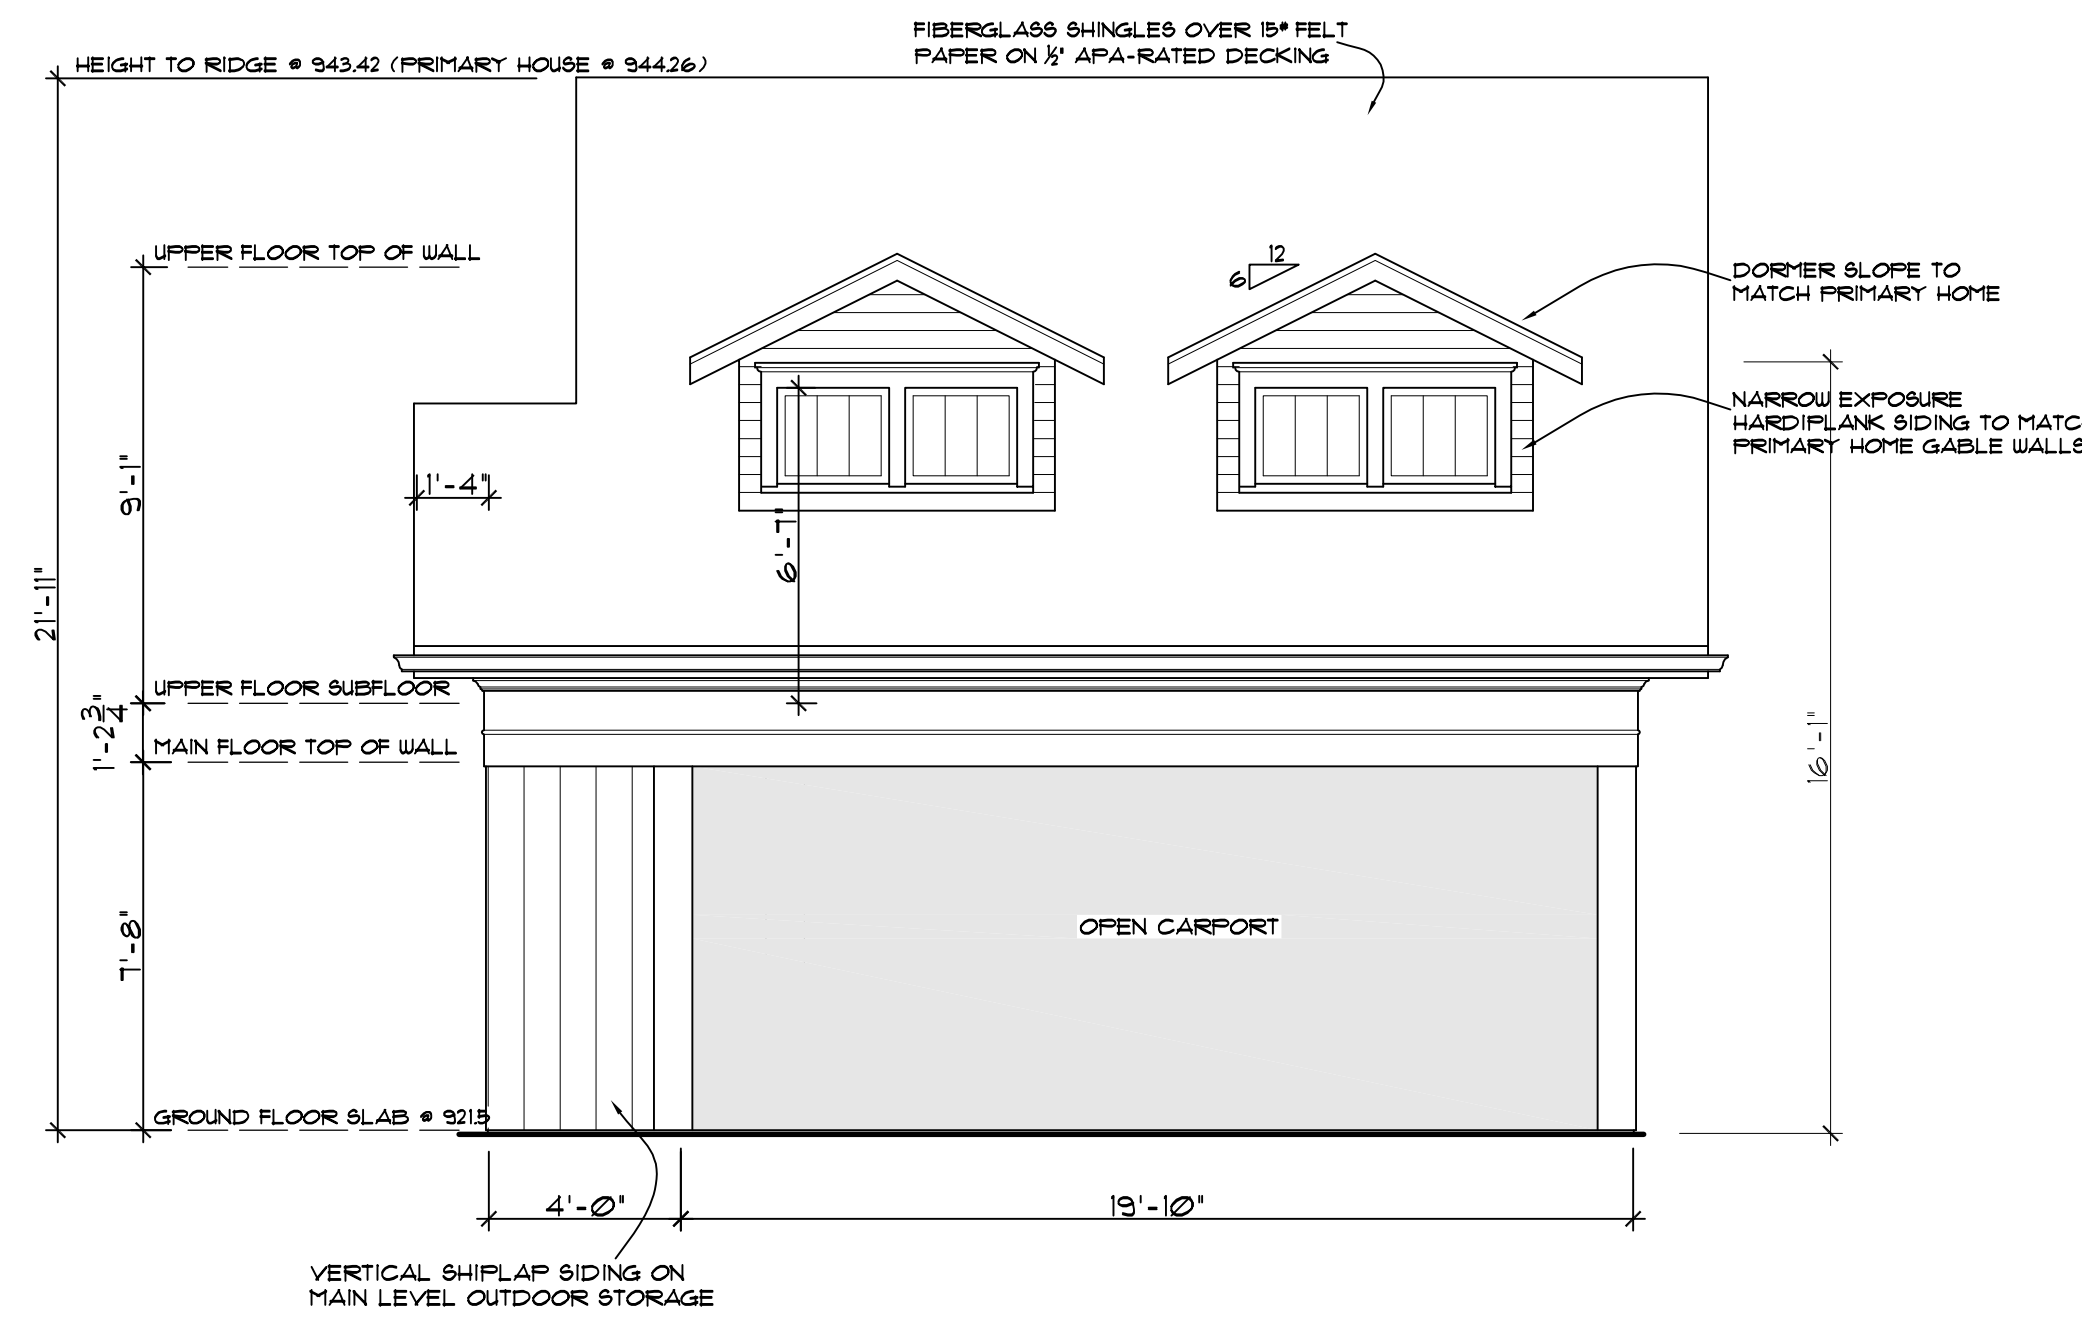 FIBERGLASS SHINGLES OVER 15# FELT
PAPER ON ½" APA-RATED DECKING
HEIGHT TO RIDGE @ 943.42 (PRIMARY HOUSE @ 944.26)
UPPER FLOOR TOP OF WALL
12
6
DORMER SLOPE TO
MATCH PRIMARY HOME
NARROW EXPOSURE
HARDIPLANK SIDING TO MATC
PRIMARY HOME GABLE WALLS
9'-1"
1'-4"
6'-7"
21'-11"
UPPER FLOOR SUBFLOOR
1'-2 3/4"
MAIN FLOOR TOP OF WALL
16'-1"
7'-8"
OPEN CARPORT
GROUND FLOOR SLAB @ 921.5
4'-0"
19'-10"
VERTICAL SHIPLAP SIDING ON
MAIN LEVEL OUTDOOR STORAGE